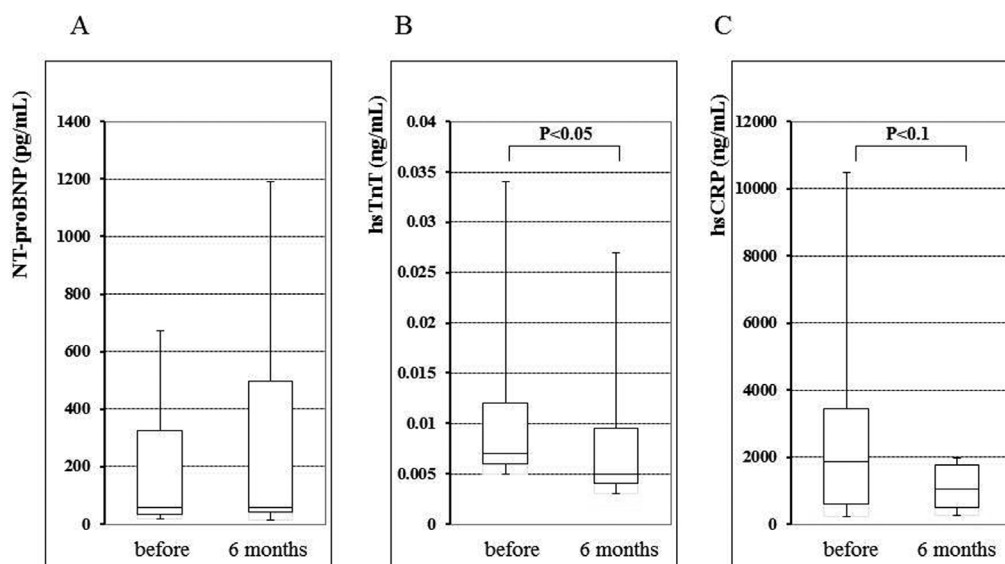 A
NT-proBNP (pg/mL)
1400
1200
1000
800
600
400
200
0
before
6 months
B
hsTnT (ng/mL)
P<0.05
0.04
0.035
0.03
0.025
0.02
0.015
0.01
0.005
0
before
6 months
C
hsCRP (ng/mL)
P<0.1
12000
10000
8000
6000
4000
2000
0
before
6 months